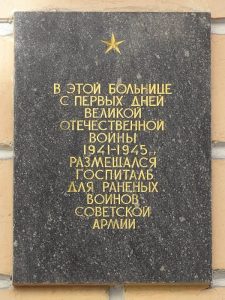 В ЭТОЙ БОЛЬНИЦЕ
С ПЕРВЫХ ДНЕЙ
ВЕЛИКОЙ
ОТЕЧЕСТВЕННОЙ
ВОЙНЫ
1941-1945
РАЗМЕЩАЛСЯ
ГОСПИТАЛЬ
ДЛЯ РАНЕНЫХ
ВОИНОВ
СОВЕТСКОЙ
АРМИИ